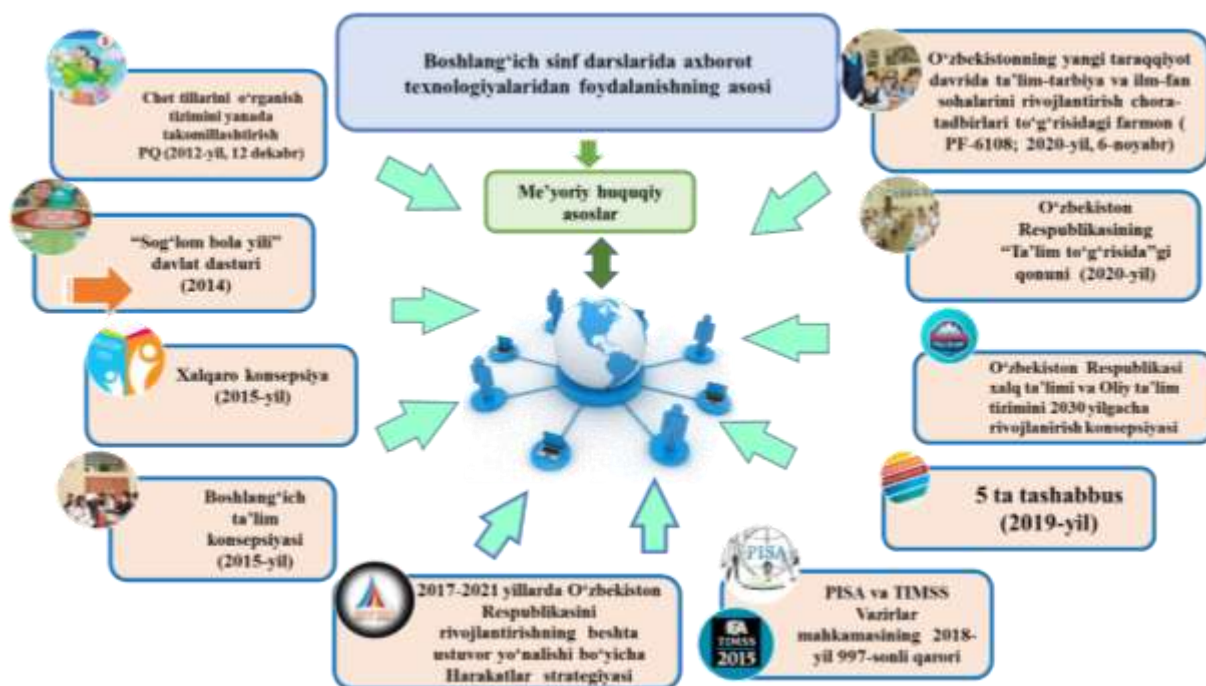 Boshlang‘ich sinf darslarida axborot
texnologiyalaridan foydalanishning asosi
Me’yoriy huquqiy
asoslar
Chet tillarini o‘rganish
tizimini yanada
takomillashtirish
PQ (2012-yil, 12 dekabr)
“Sog‘lom bola yili”
davlat dasturi
(2014)
Xalqaro konsepsiya
(2015-yil)
Boshlang‘ich
ta’lim
konsepsiyasi
(2015-yil)
2017-2021 yillarda O‘zbekiston
Respublikasini
rivojlantirishning beshta
ustuvor yo‘nalishi bo‘yicha
Harakatlar strategiyasi
PISA
TIMSS
2015
PISA va TIMSS
Vazirlar
mahkamasining 2018-
yil 997-sonli qarori
5 ta tashabbus
(2019-yil)
O‘zbekiston Respublikasi
xalq ta’limi va Oliy ta’lim
tizimini 2030 yilgacha
rivojlanirish konsepsiyasi
O‘zbekiston
Respublikasining
“Ta’lim to‘g‘risida”gi
qonuni (2020-yil)
O‘zbekistonning yangi taraqqiyot
davrida ta’lim-tarbiya va ilm-fan
sohalarini rivojlantirish chora-
tadbirlari to‘g‘risidagi farmon (
PF-6108; 2020-yil, 6-noyabr)